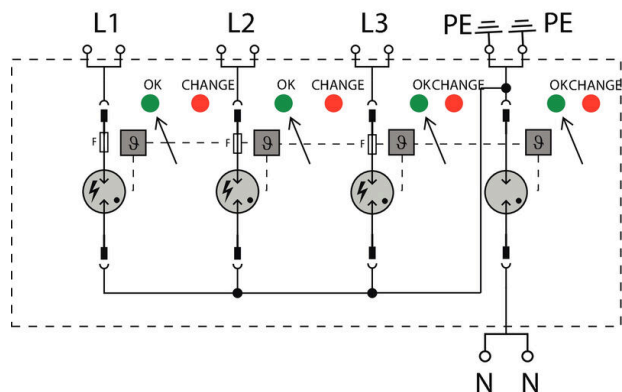 L1 L2 L3 PE PE
OK CHANGE OK CHANGE OK CHANGE OK CHANGE
F ϑ F ϑ F ϑ ϑ
N N